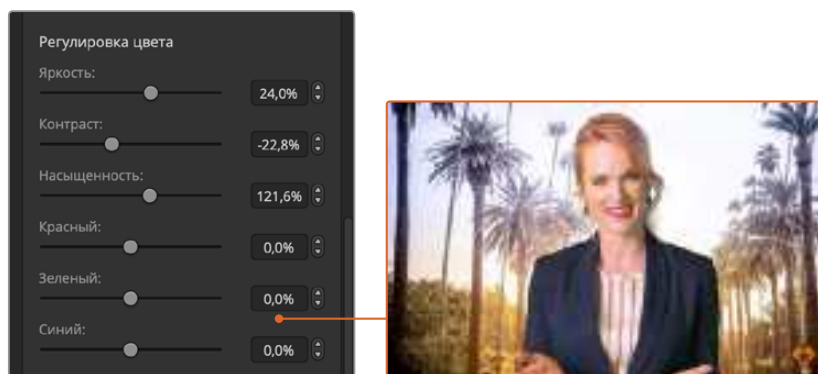 Регулировка цвета
Яркость:
24,0%
Контраст:
-22,8%
Насыщенность:
121,6%
Красный:
0,0%
Зеленый:
0,0%
Синий:
0,0%